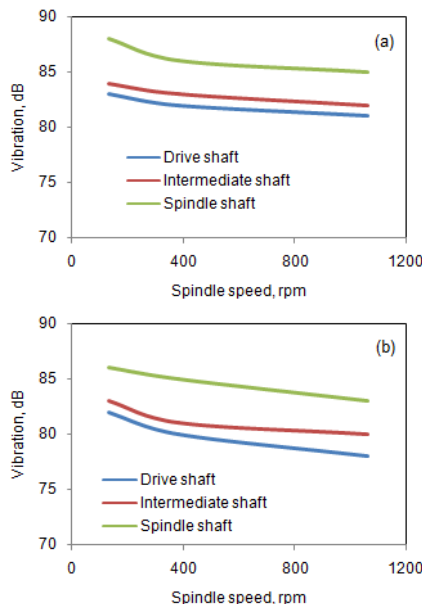 90
(a)
85
80
75
70
Vibration, dB
Drive shaft
Intermediate shaft
Spindle shaft
0 400 800 1200
Spindle speed, rpm
90
(b)
85
80
75
70
Vibration, dB
Drive shaft
Intermediate shaft
Spindle shaft
0 400 800 1200
Spindle speed, rpm